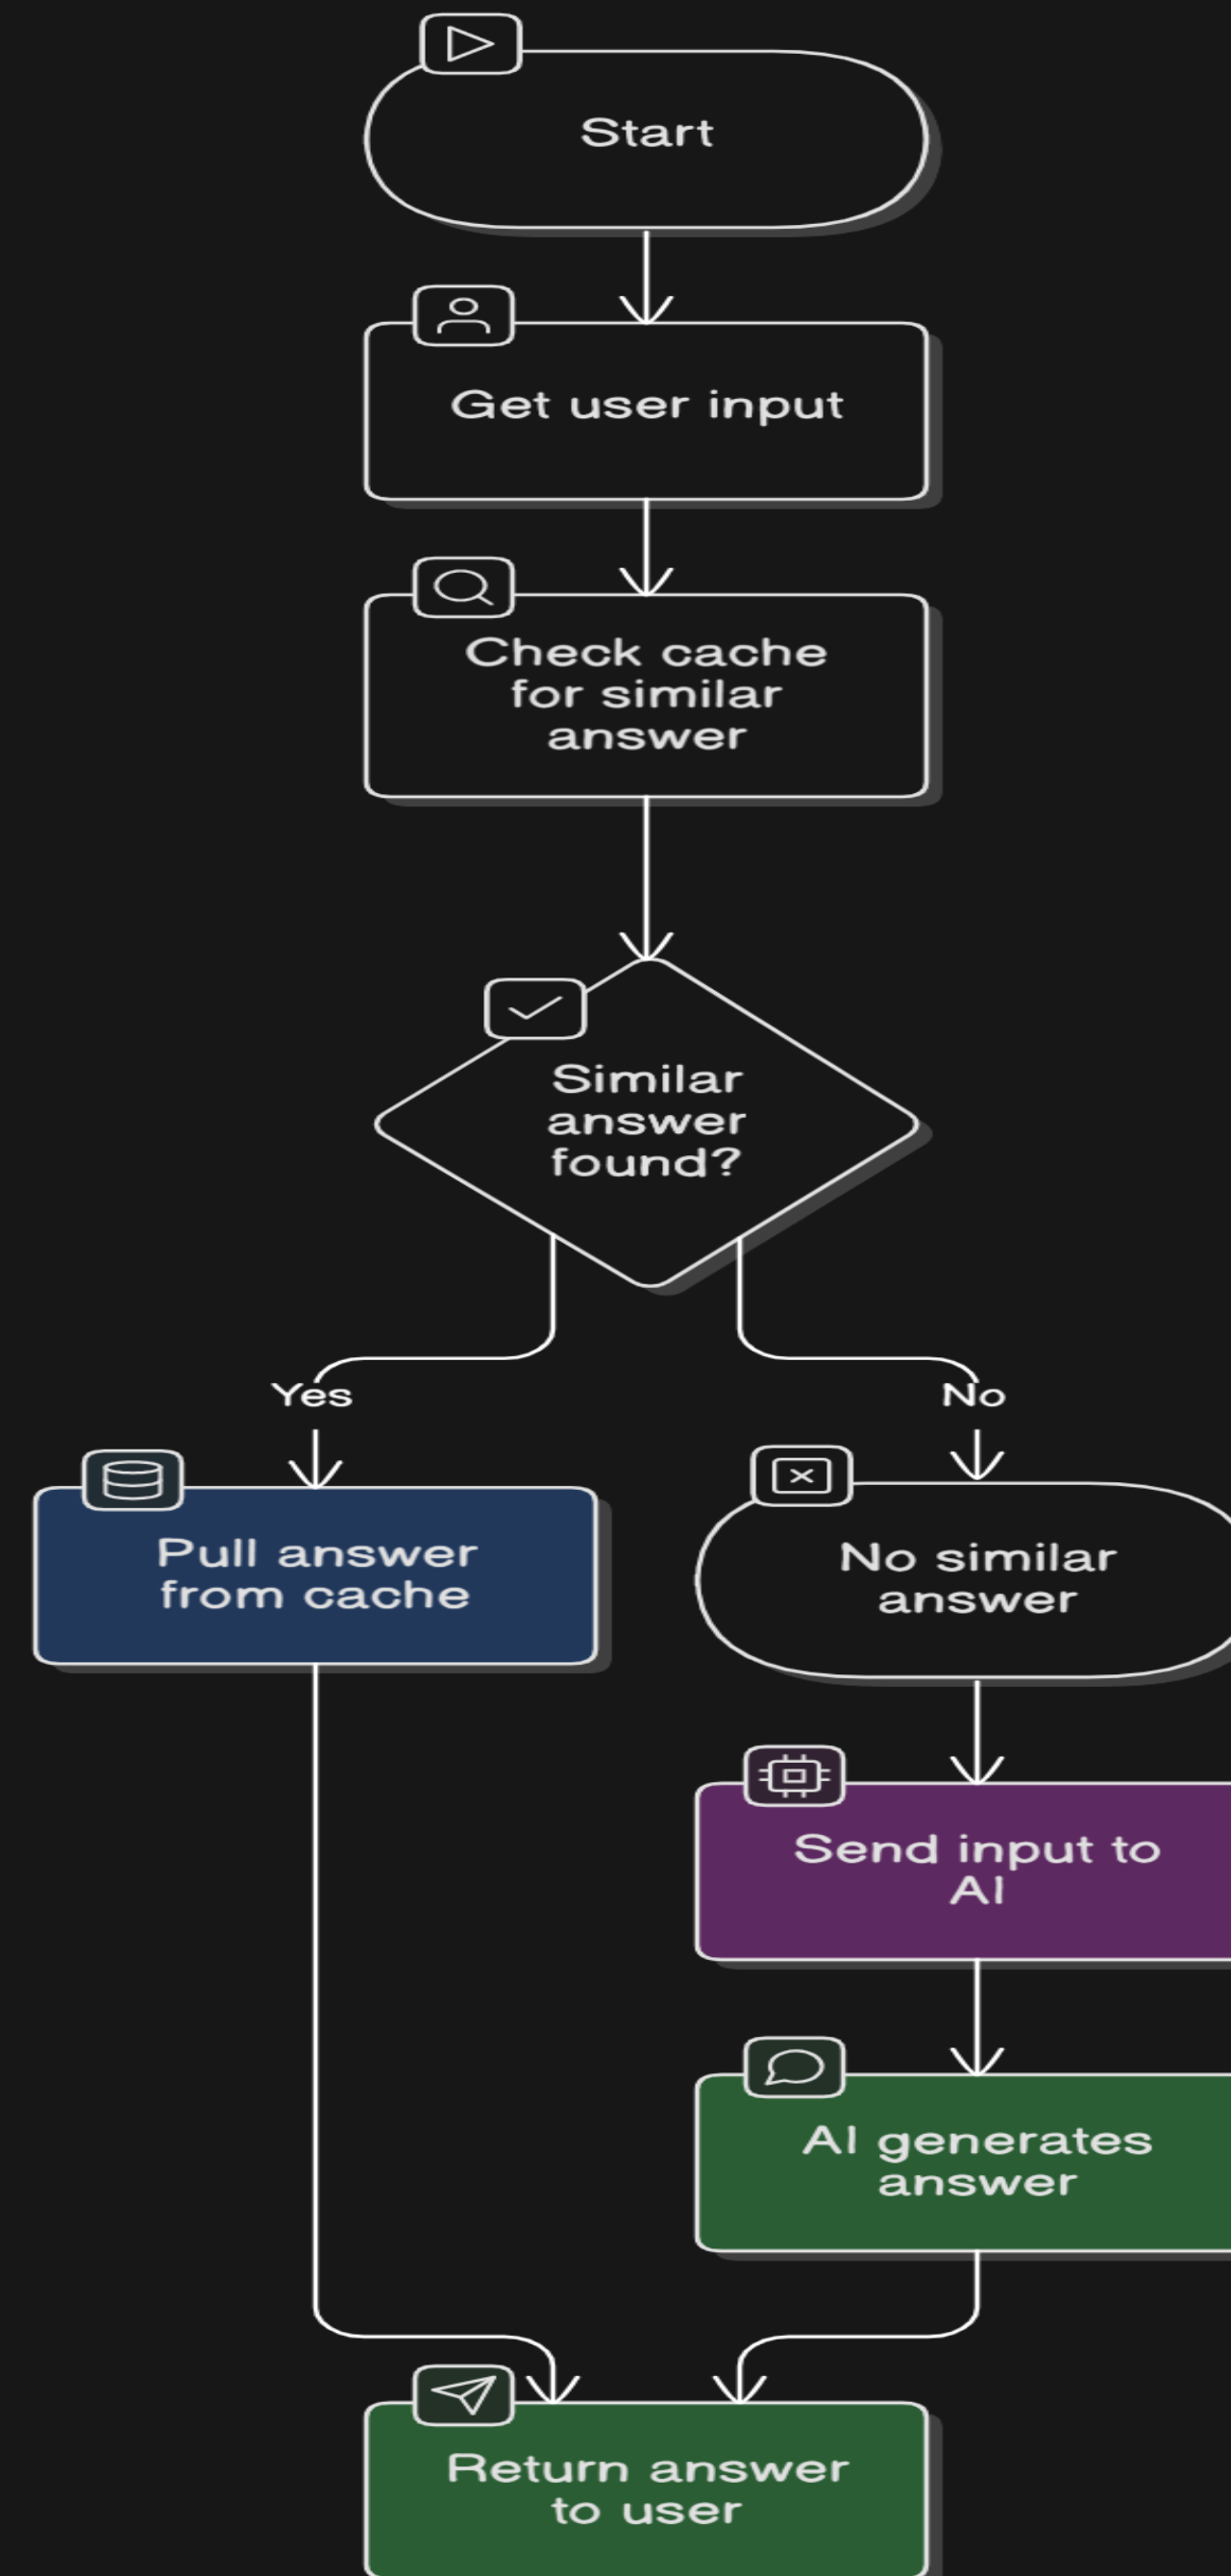 Start
Get user input
Check cache
for similar
answer
Similar
answer
found?
Yes
No
Pull answer
from cache
No similar
answer
Send input to
AI
AI generates
answer
Return answer
to user